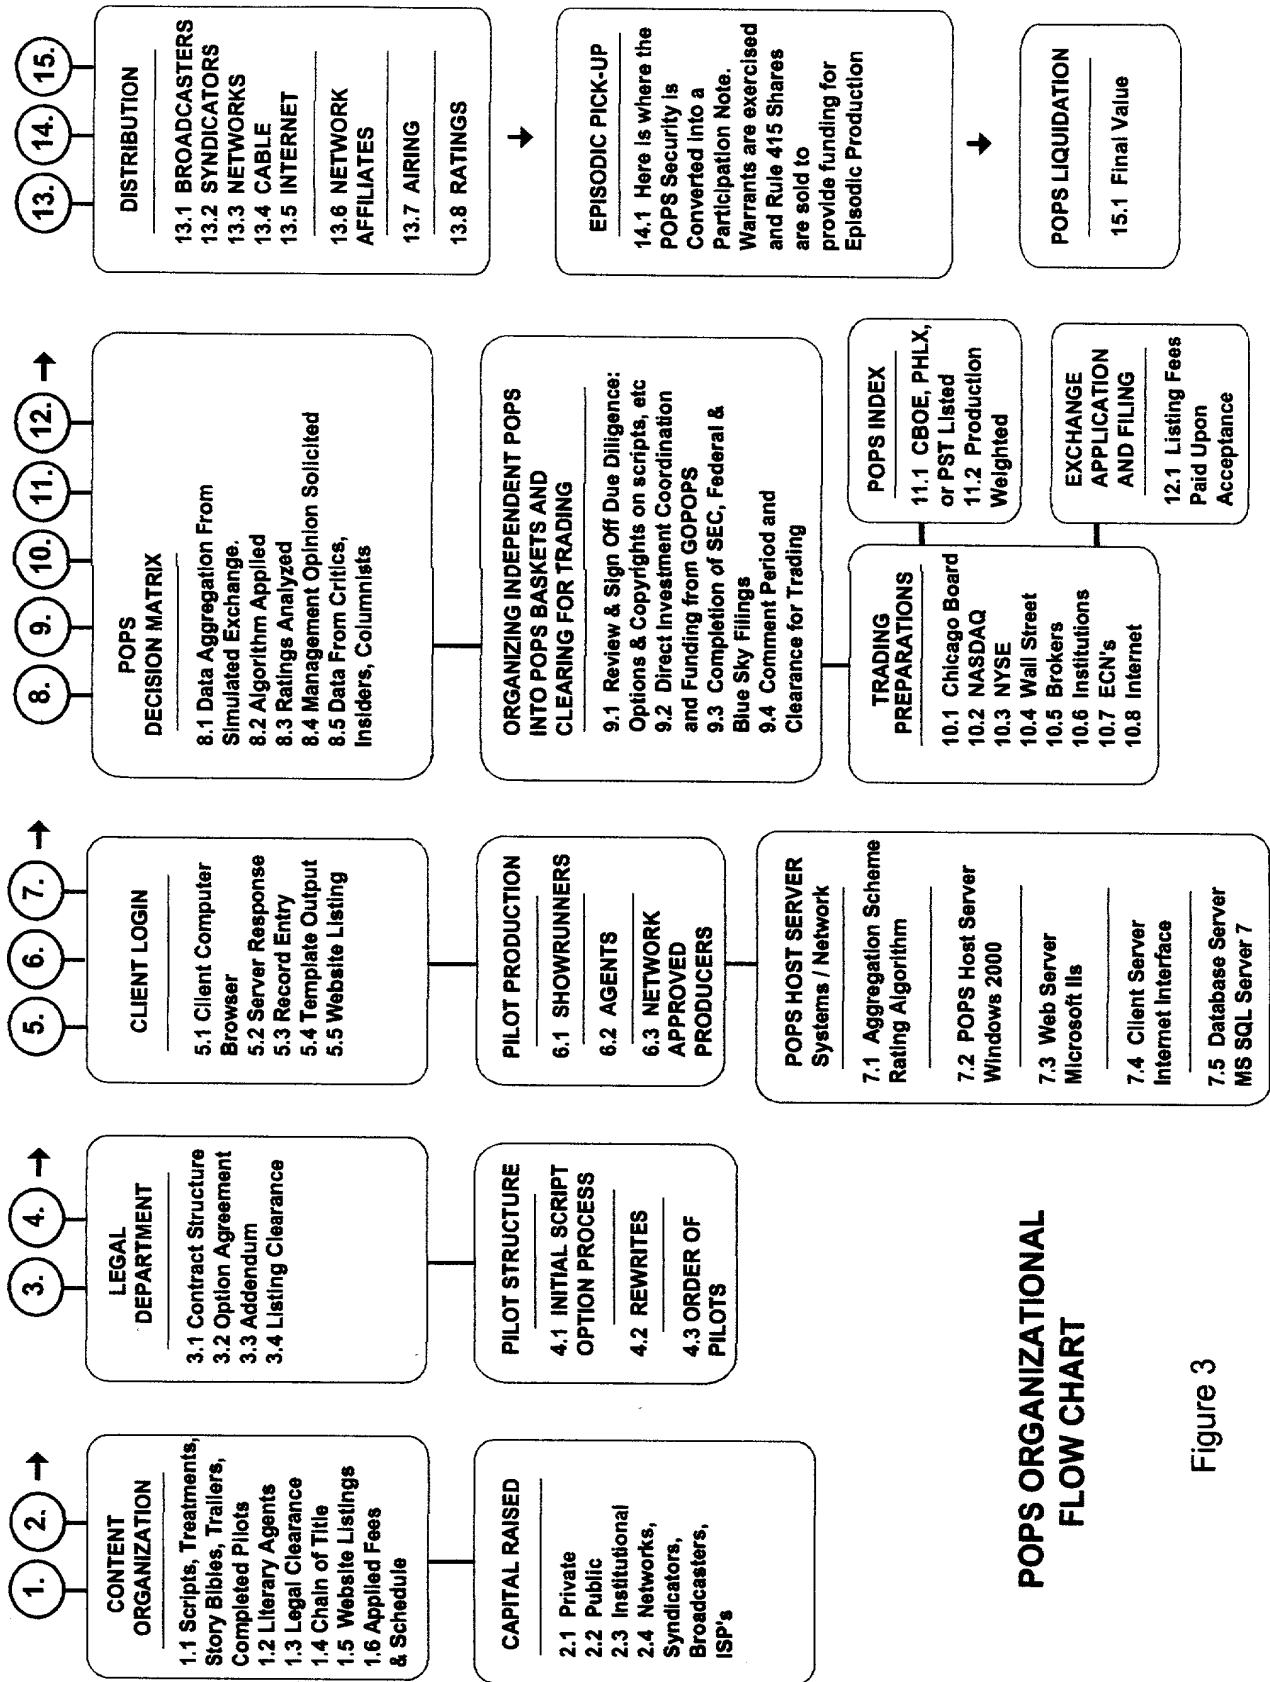 1. 2.
CONTENT
ORGANIZATION
1.1 Scripts, Treatments,
Story Bibles, Trailers,
Completed Pilots
1.2 Literary Agents
1.3 Legal Clearance
1.4 Chain of Title
1.5 Website Listings
1.6 Applied Fees
& Schedule
CAPITAL RAISED
2.1 Private
2.2 Public
2.3 Institutional
2.4 Networks,
Syndicators,
Broadcasters,
ISP's
3. 4.
LEGAL
DEPARTMENT
3.1 Contract Structure
3.2 Option Agreement
3.3 Addendum
3.4 Listing Clearance
PILOT STRUCTURE
4.1 INITIAL SCRIPT
OPTION PROCESS
4.2 REWRITES
4.3 ORDER OF
PILOTS
5. 6. 7.
CLIENT LOGIN
5.1 Client Computer
Browser
5.2 Server Response
5.3 Record Entry
5.4 Template Output
5.5 Website Listing
PILOT PRODUCTION
6.1 SHOWRUNNERS
6.2 AGENTS
6.3 NETWORK
APPROVED
PRODUCERS
POPS HOST SERVER
Systems / Network
7.1 Aggregation Scheme
Rating Algorithm
7.2 POPS Host Server
Windows 2000
7.3 Web Server
Microsoft IIs
7.4 Client Server
Internet Interface
7.5 Database Server
MS SQL Server 7
8. 9. 10. 11. 12.
POPS
DECISION MATRIX
8.1 Data Aggregation From
Simulated Exchange.
8.2 Algorithm Applied
8.3 Ratings Analyzed
8.4 Management Opinion Solicited
8.5 Data From Critics,
Insiders, Columnists
ORGANIZING INDEPENDENT POPS
INTO POPS BASKETS AND
CLEARING FOR TRADING
9.1 Review & Sign Off Due Diligence:
Options & Copyrights on scripts, etc
9.2 Direct Investment Coordination
and Funding from GOPOPS
9.3 Completion of SEC, Federal &
Blue Sky Filings
9.4 Comment Period and
Clearance for Trading
TRADING
PREPARATIONS
10.1 Chicago Board
10.2 NASDAQ
10.3 NYSE
10.4 Wall Street
10.5 Brokers
10.6 Institutions
10.7 ECN's
10.8 Internet
POPS INDEX
11.1 CBOE, PHLX,
or PST Listed
11.2 Production
Weighted
EXCHANGE
APPLICATION
AND FILING
12.1 Listing Fees
Paid Upon
Acceptance
13. 14. 15.
DISTRIBUTION
13.1 BROADCASTERS
13.2 SYNDICATORS
13.3 NETWORKS
13.4 CABLE
13.5 INTERNET
13.6 NETWORK
AFFILIATES
13.7 AIRING
13.8 RATINGS
EPISODIC PICK-UP
14.1 Here is where the
POPS Security is
Converted into a
Participation Note.
Warrants are exercised
and Rule 415 Shares
are sold to
provide funding for
Episodic Production
POPS LIQUIDATION
15.1 Final Value
POPS ORGANIZATIONAL
FLOW CHART
Figure 3